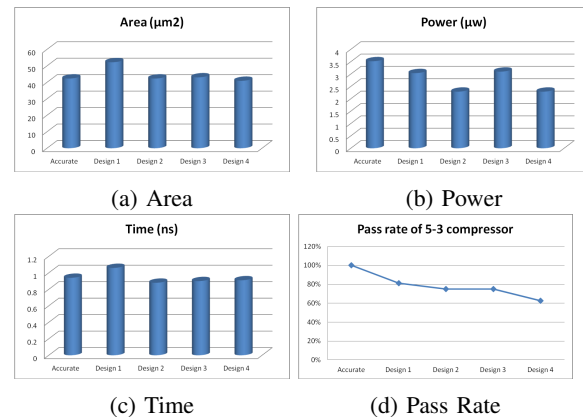 Area (µm2)
60
50
40
30
20
10
0
Accurate Design 1 Design 2 Design 3 Design 4
(a) Area
Power (µw)
4
3.5
3
2.5
2
1.5
1
0.5
0
Accurate Design 1 Design 2 Design 3 Design 4
(b) Power
Time (ns)
1.2
1
0.8
0.6
0.4
0.2
0
Accurate Design 1 Design 2 Design 3 Design 4
(c) Time
Pass rate of 5-3 compressor
120%
100%
80%
60%
40%
20%
0%
Accurate Design 1 Design 2 Design 3 Design 4
(d) Pass Rate